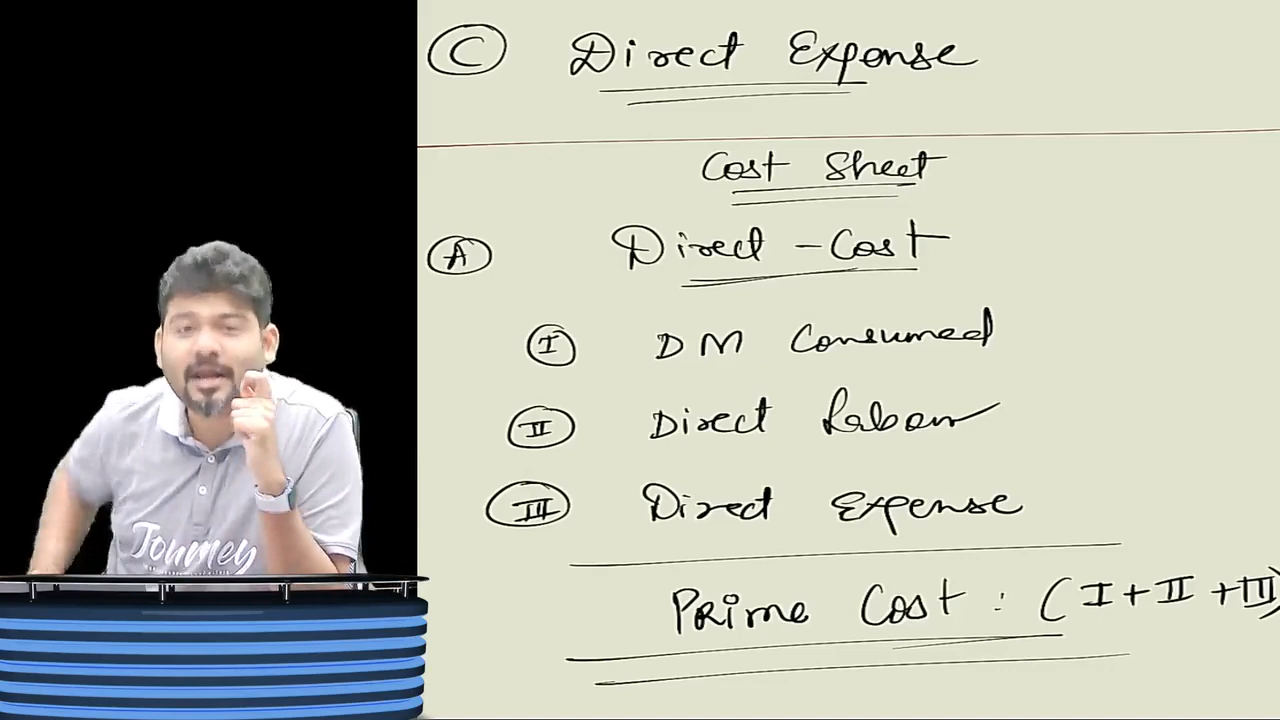 Ⓒ Direct Expense
Cost Sheet
Ⓐ Direct - Cost
Ⓘ DM Consumed
II Direct Labour
III Direct Expense
Prime Cost : (I + II + III)
Journey